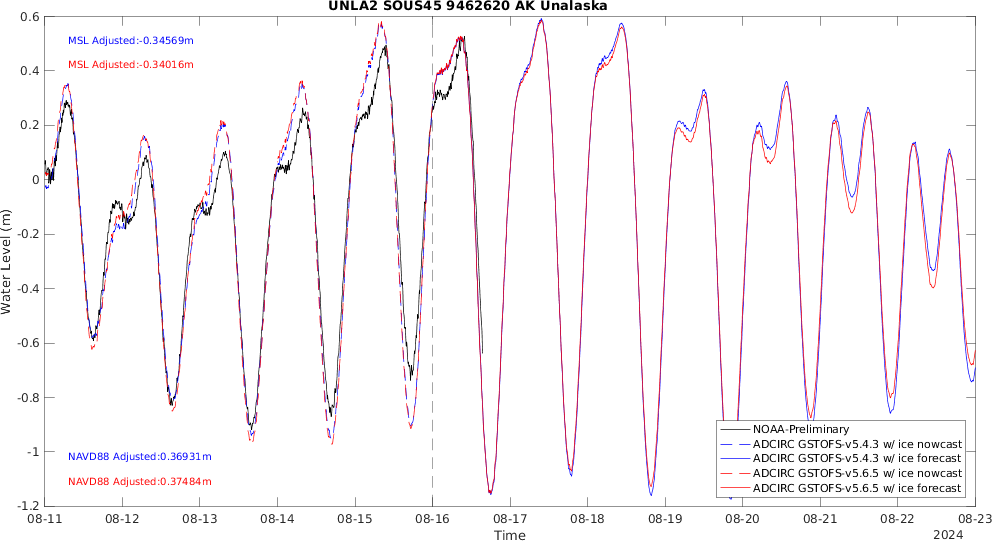 UNLA2 SOUS45 9462620 AK Unalaska
MSL Adjusted:-0.34569m
MSL Adjusted:-0.34016m
NAVD88 Adjusted:0.36931m
NAVD88 Adjusted:0.37484m
Water Level (m)
0.6
0.4
0.2
0
-0.2
-0.4
-0.6
-0.8
-1
-1.2
NOAA-Preliminary
ADCIRC GSTOFS-v5.4.3 w/ ice nowcast
ADCIRC GSTOFS-v5.4.3 w/ ice forecast
ADCIRC GSTOFS-v5.6.5 w/ ice nowcast
ADCIRC GSTOFS-v5.6.5 w/ ice forecast
08-11 08-12 08-13 08-14 08-15 08-16 08-17 08-18 08-19 08-20 08-21 08-22 08-23
Time
2024